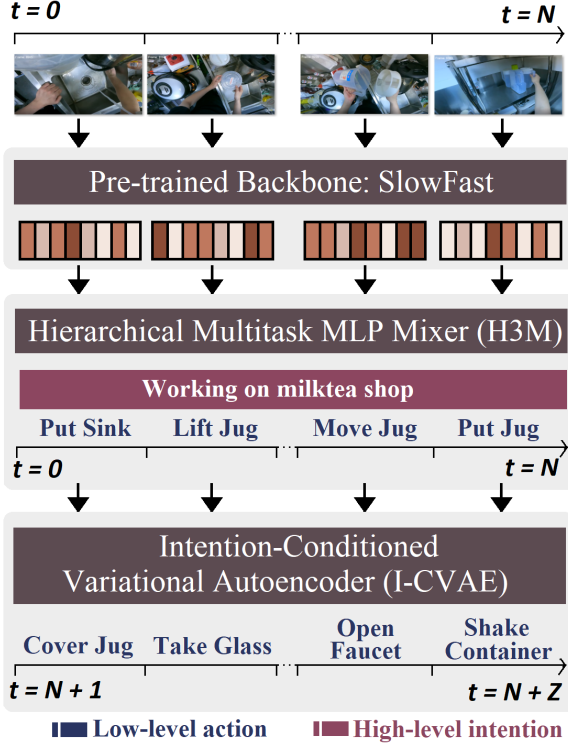 t = 0
t = N
Pre-trained Backbone: SlowFast
Hierarchical Multitask MLP Mixer (H3M)
Working on milktea shop
Put Sink
Lift Jug
...
Move Jug
Put Jug
t = 0
t = N
Intention-Conditioned
Variational Autoencoder (I-CVAE)
Cover Jug
Take Glass
...
Open
Faucet
Shake
Container
t = N + 1
t = N + Z
Low-level action
High-level intention